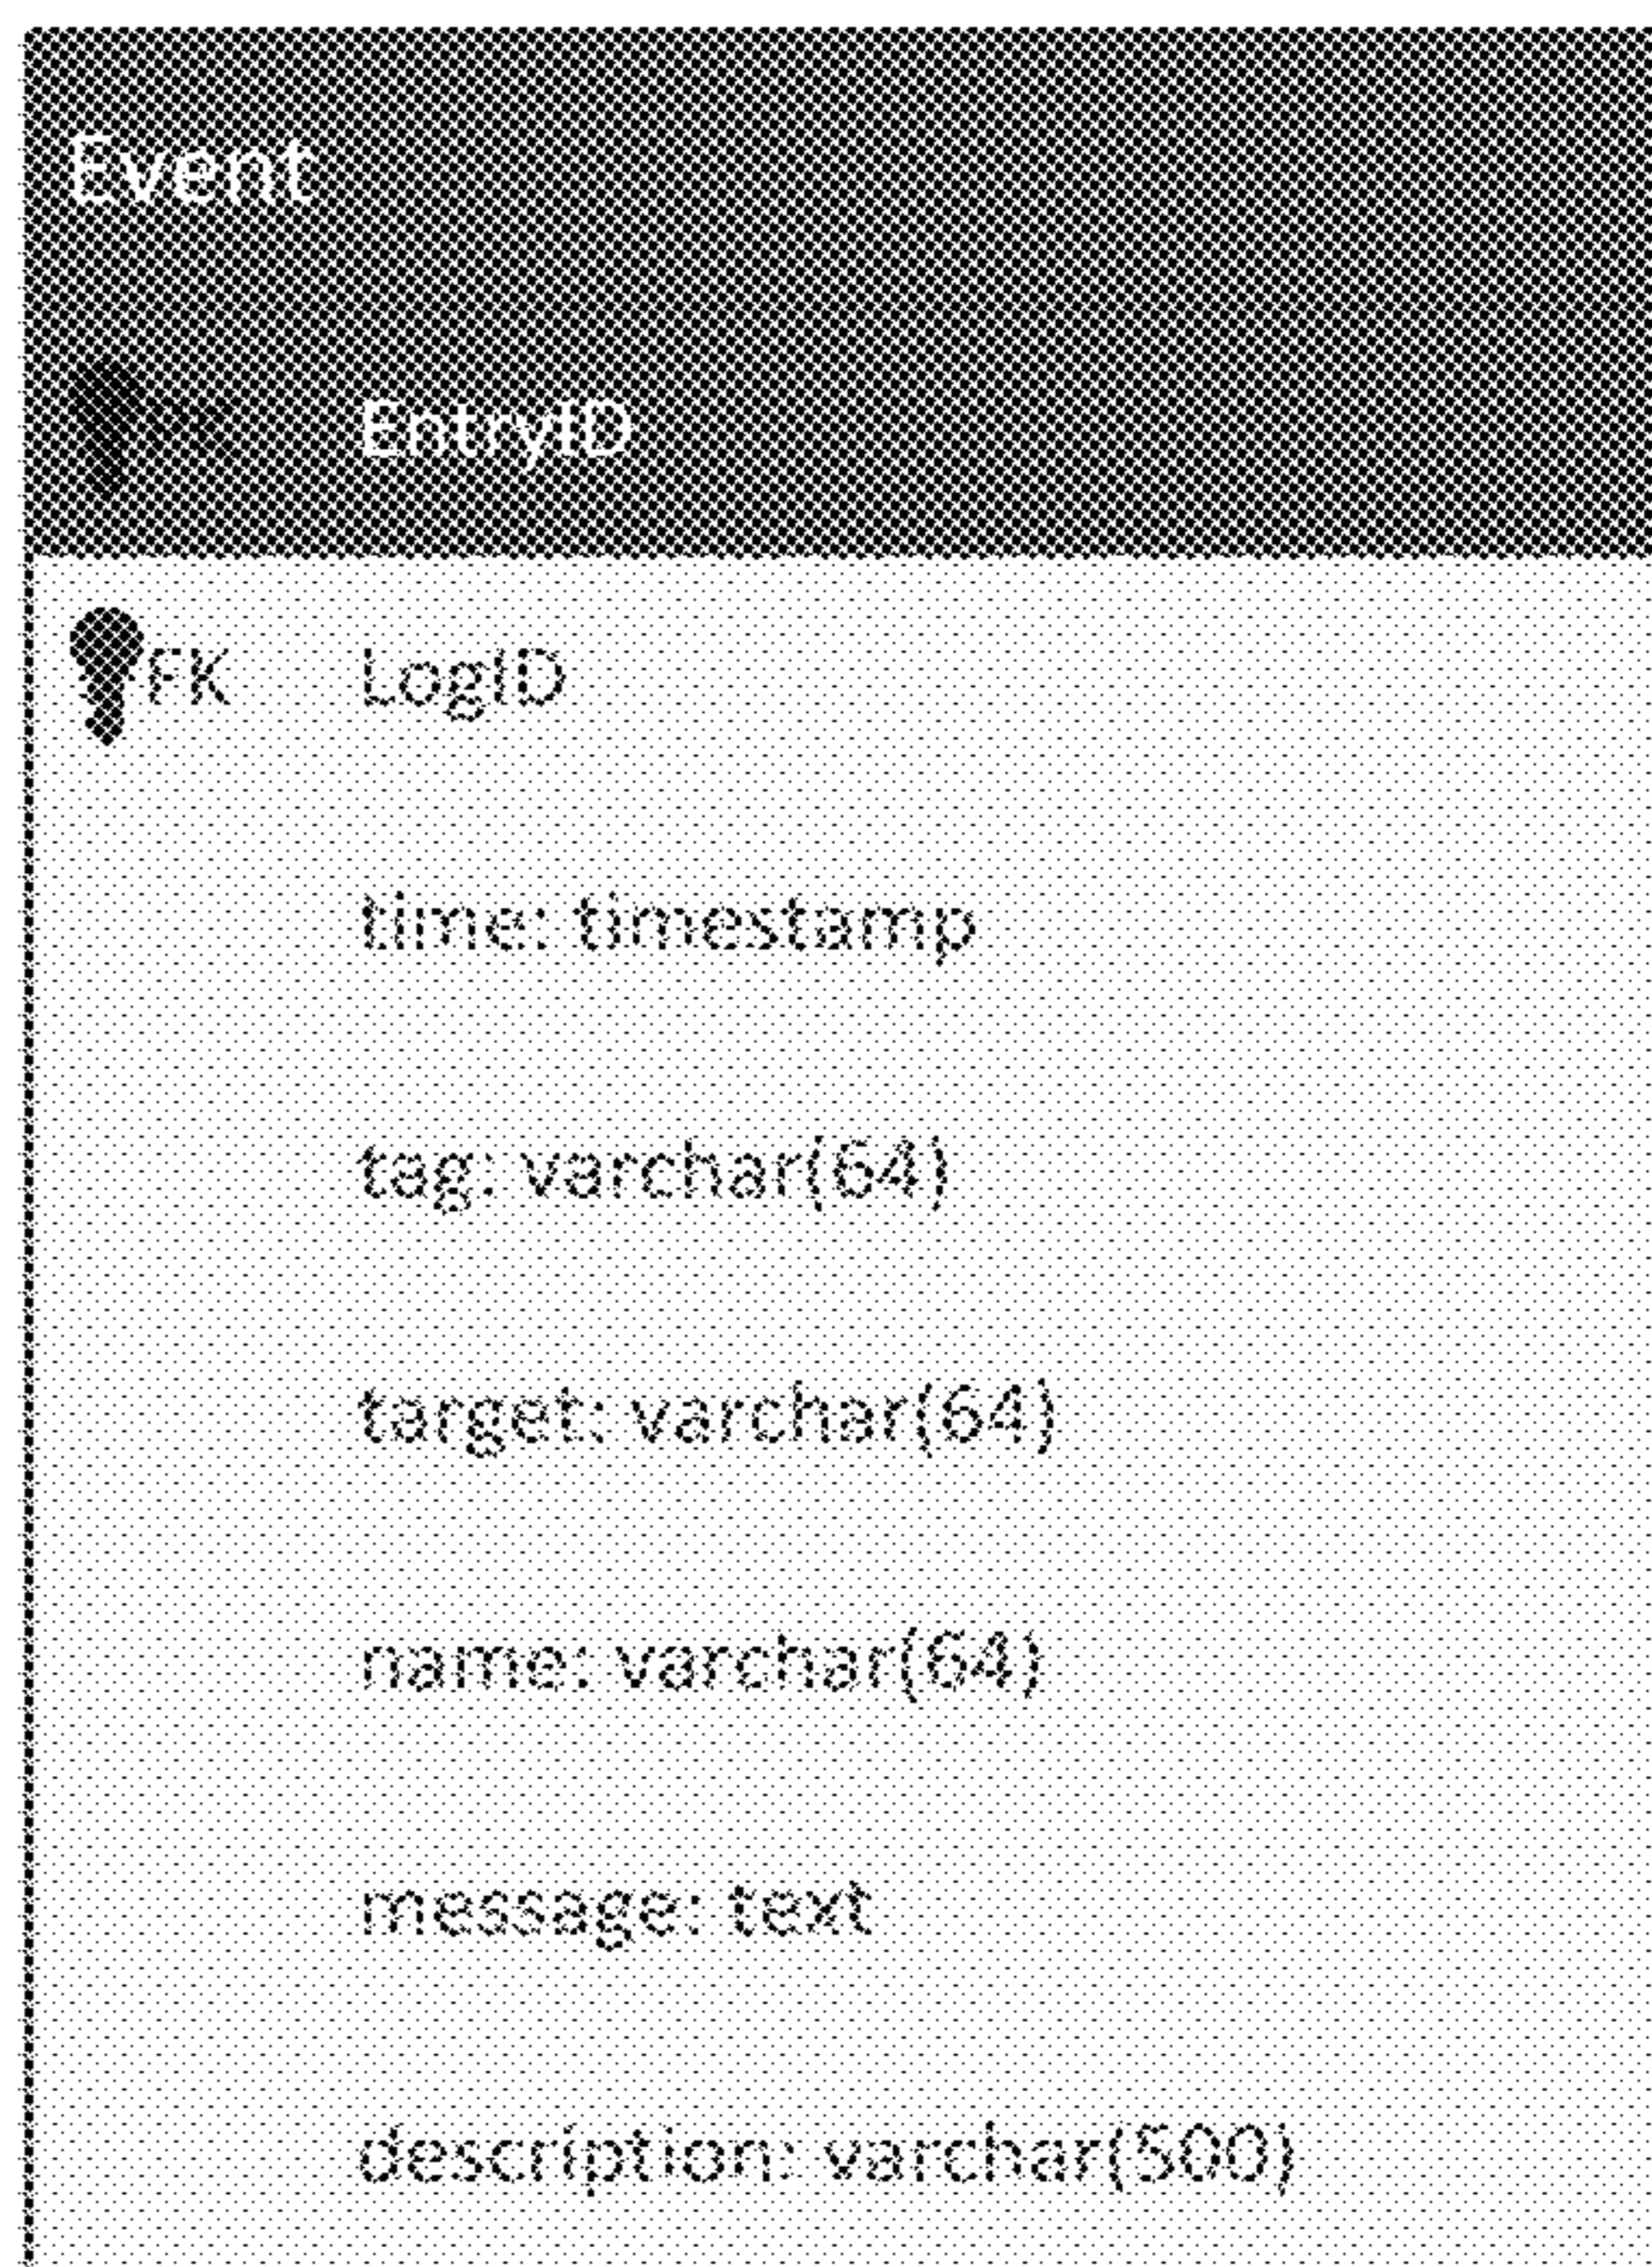 Event
EntryID
FK LogID
time: timestamp
tag: varchar(64)
target: varchar(64)
name: varchar(64)
message: text
description: varchar(500)